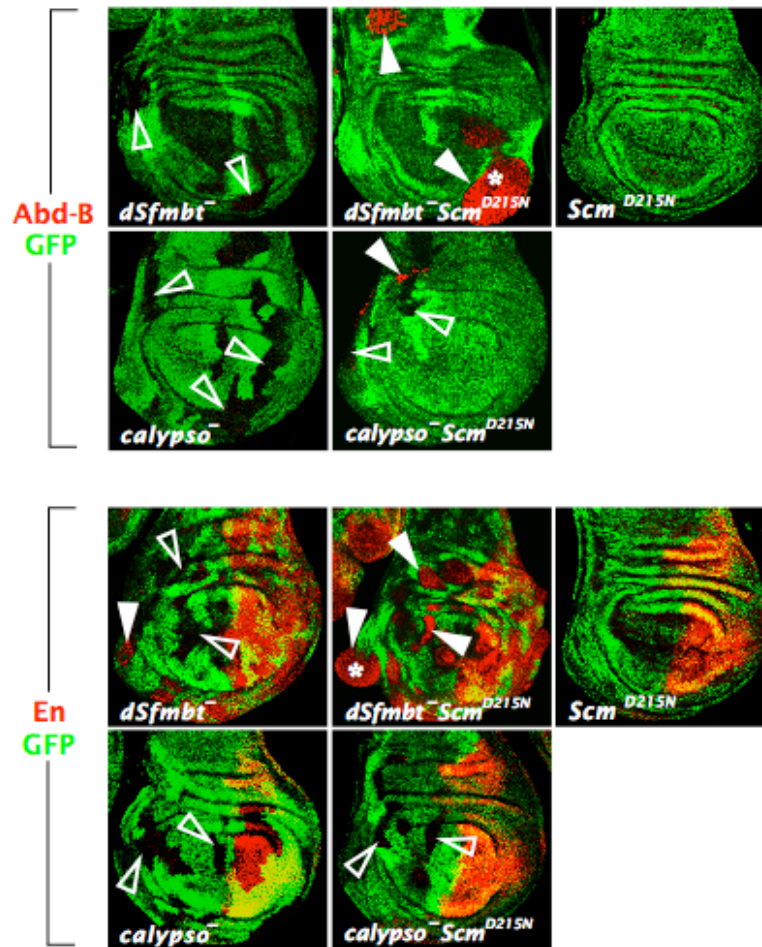 Abd-B
GFP
dSfmbt⁻
dSfmbt⁻Scm^D215N
*
Scm^D215N
calypso⁻
calypso⁻Scm^D215N
En
GFP
dSfmbt⁻
dSfmbt⁻Scm^D215N
*
Scm^D215N
calypso⁻
calypso⁻Scm^D215N